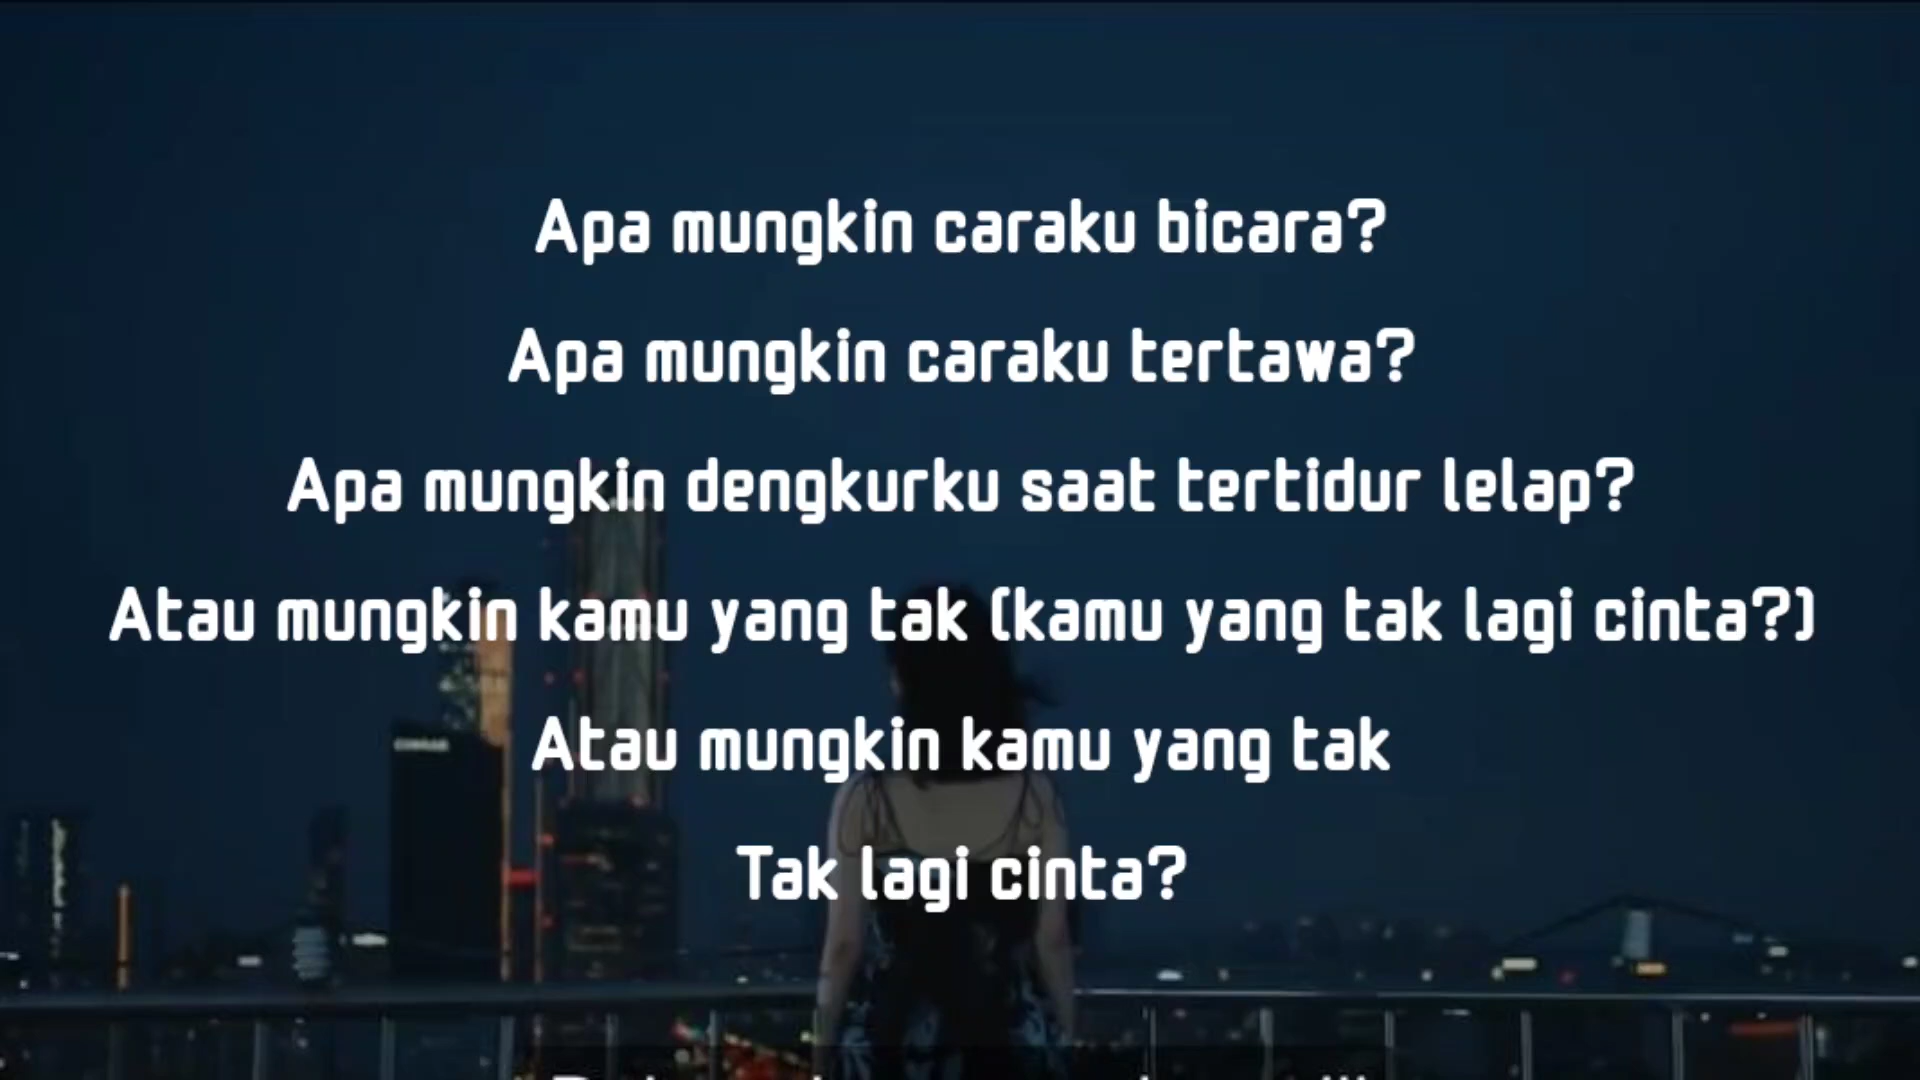 Apa mungkin caraku bicara?
Apa mungkin caraku tertawa?
Apa mungkin dengkurku saat tertidur lelap?
Atau mungkin kamu yang tak (kamu yang tak lagi cinta?)
Atau mungkin kamu yang tak
Tak lagi cinta?